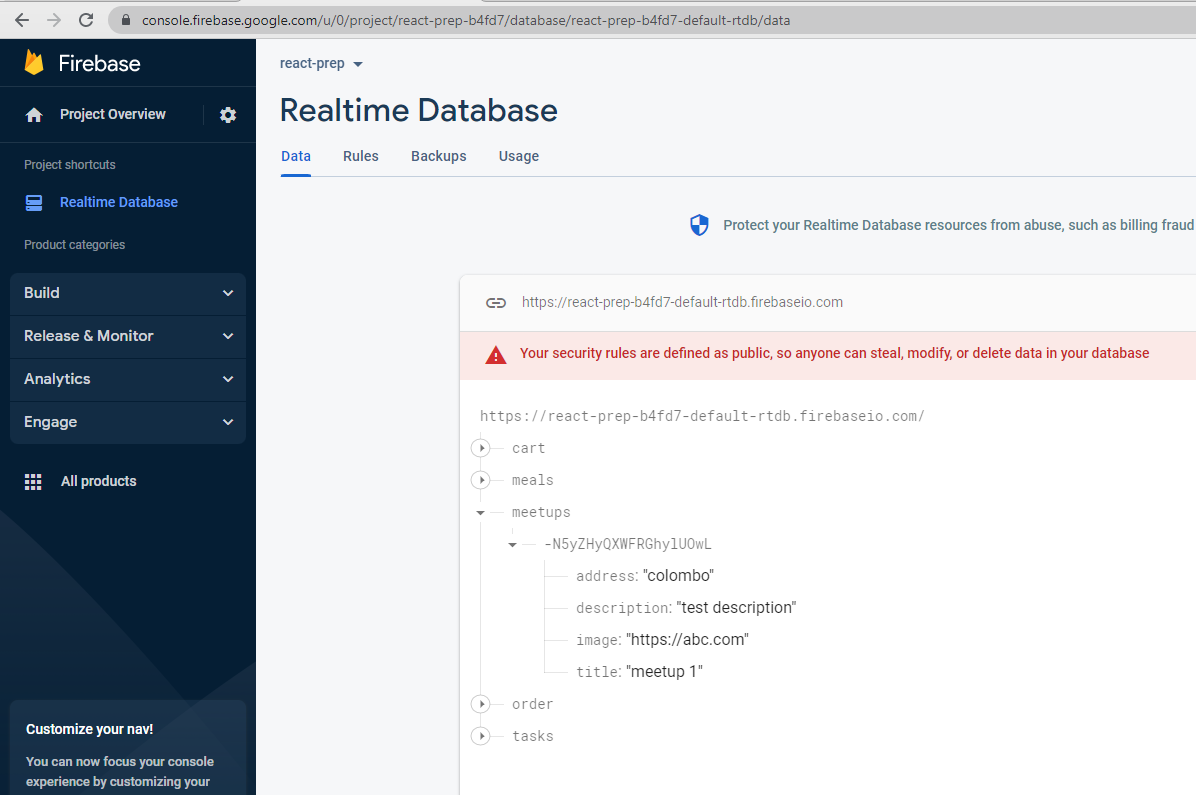 console.firebase.google.com/u/0/project/react-prep-b4fd7/database/react-prep-b4fd7-default-rtdb/data
Firebase
Project Overview
Project shortcuts
Realtime Database
Product categories
Build
Release & Monitor
Analytics
Engage
All products
Customize your nav!
You can now focus your console
experience by customizing your
react-prep
Realtime Database
Data Rules Backups Usage
Protect your Realtime Database resources from abuse, such as billing fraud
https://react-prep-b4fd7-default-rtdb.firebaseio.com
Your security rules are defined as public, so anyone can steal, modify, or delete data in your database
https://react-prep-b4fd7-default-rtdb.firebaseio.com/
cart
meals
meetups
-N5yZHyQXWFRGhylUOwL
address: "colombo"
description: "test description"
image: "https://abc.com"
title: "meetup 1"
order
tasks